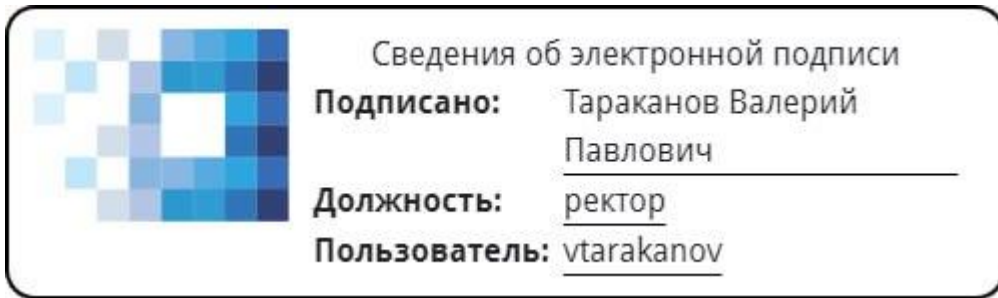 Сведения об электронной подписи
Подписано: Тараканов Валерий
Павлович
Должность: ректор
Пользователь: vtarakanov